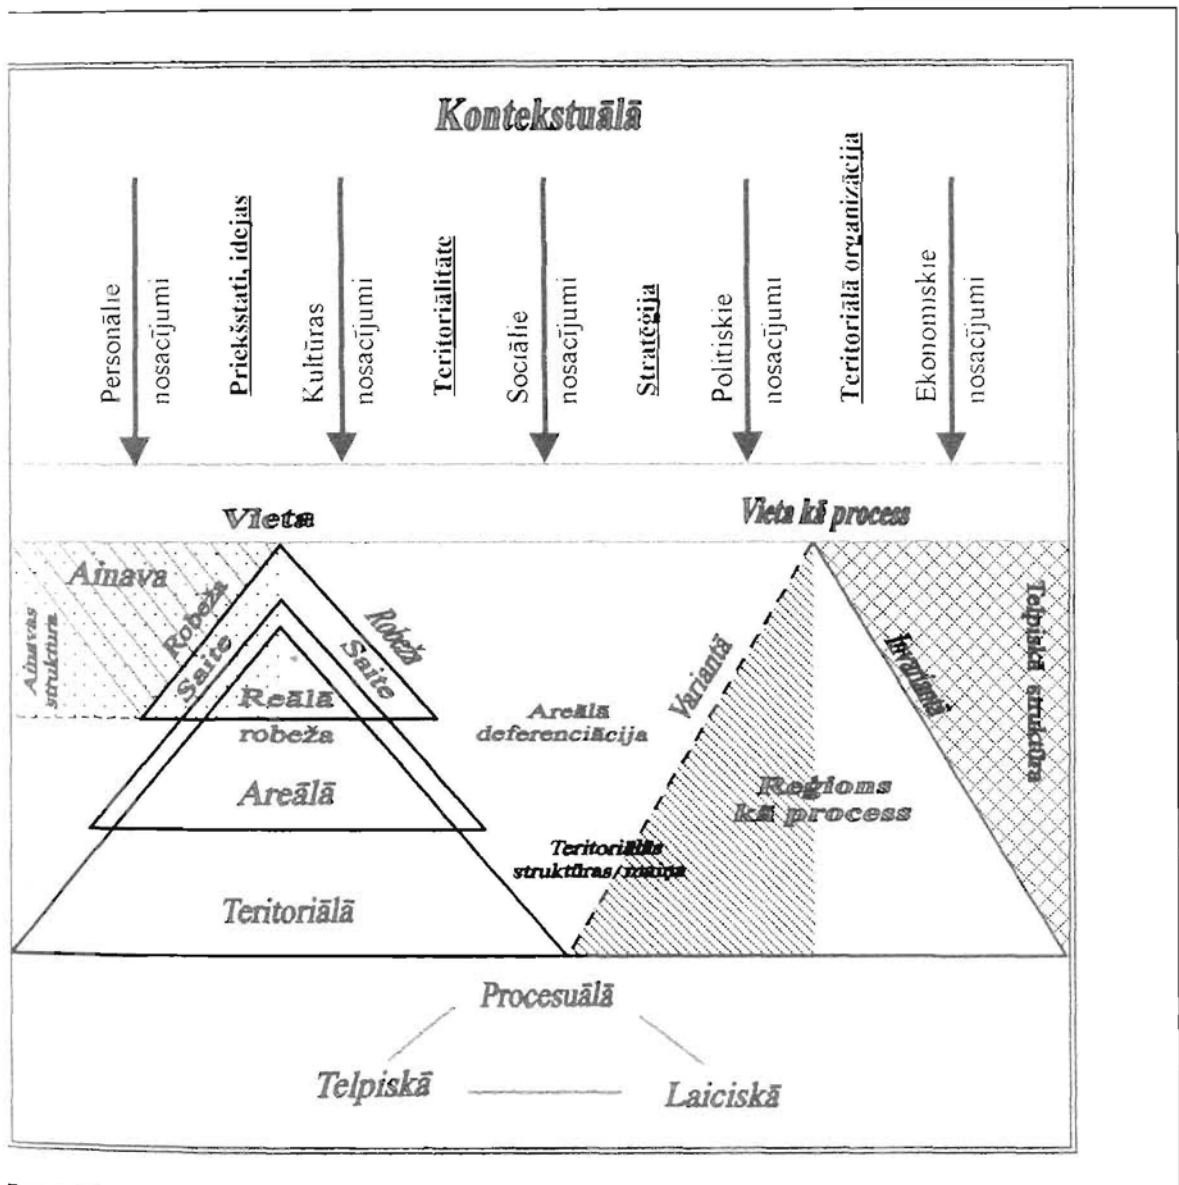 Kontekstuālā
Personālie
nosacījumi
Priekšstati, idejas
Kultūras
nosacījumi
Teritorialitāte
Sociālie
nosacījumi
Stratēģija
Politiskie
nosacījumi
Teritoriālā organizācija
Ekonomiskie
nosacījumi
Vieta
Vieta kā process
Ainava
Ainavas
struktura
Robeža
Saite
Robeža
Saite
Reālā
robeža
Areālā
Teritoriālā
Areālā
deferenciācija
Variantā
Invariantā
Telpiskā struktūra
Reģions
kā process
Teritoriālās
struktūras/maiņa
Procesuālā
Telpiskā
Laiciskā